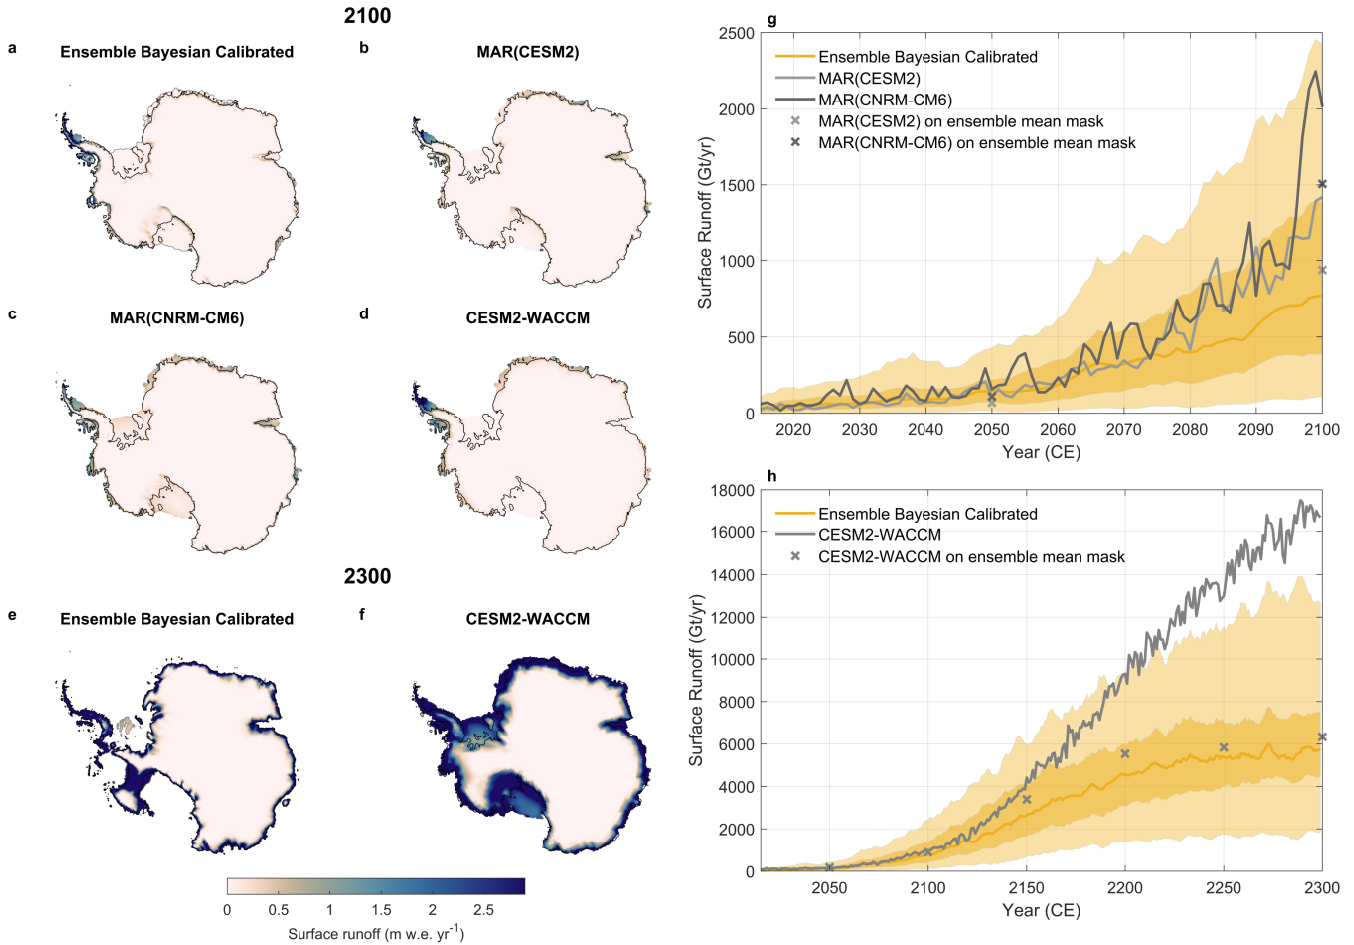 2100
a
Ensemble Bayesian Calibrated
b
MAR(CESM2)
c
MAR(CNRM-CM6)
d
CESM2-WACCM
2300
e
Ensemble Bayesian Calibrated
f
CESM2-WACCM
0 0.5 1 1.5 2 2.5
Surface runoff (m w.e. yr-1)
g
2500
2000
1500
1000
500
0
Surface Runoff (Gt/yr)
Ensemble Bayesian Calibrated
MAR(CESM2)
MAR(CNRM-CM6)
MAR(CESM2) on ensemble mean mask
MAR(CNRM-CM6) on ensemble mean mask
2020 2030 2040 2050 2060 2070 2080 2090 2100
Year (CE)
h
18000
16000
14000
12000
10000
8000
6000
4000
2000
0
Surface Runoff (Gt/yr)
Ensemble Bayesian Calibrated
CESM2-WACCM
CESM2-WACCM on ensemble mean mask
2050 2100 2150 2200 2250 2300
Year (CE)